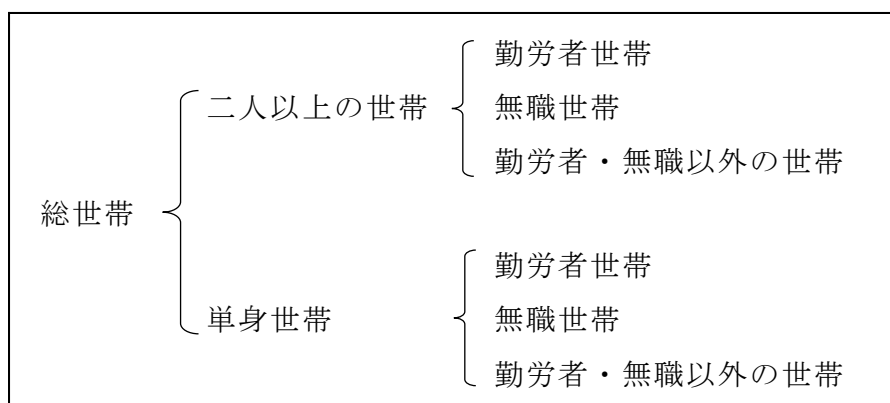 勤労者世帯
二人以上の世帯
無職世帯
勤労者・無職以外の世帯
総世帯
勤労者世帯
単身世帯
無職世帯
勤労者・無職以外の世帯